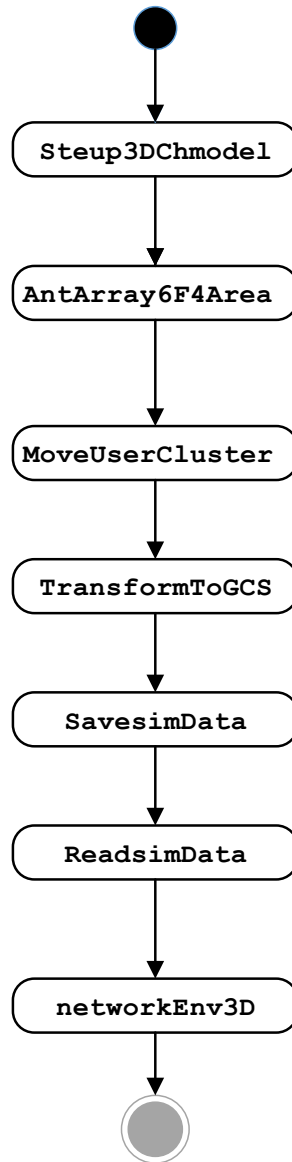 Steup3DChmodel
AntArray6F4Area
MoveUserCluster
TransformToGCS
SavesimData
ReadsimData
networkEnv3D